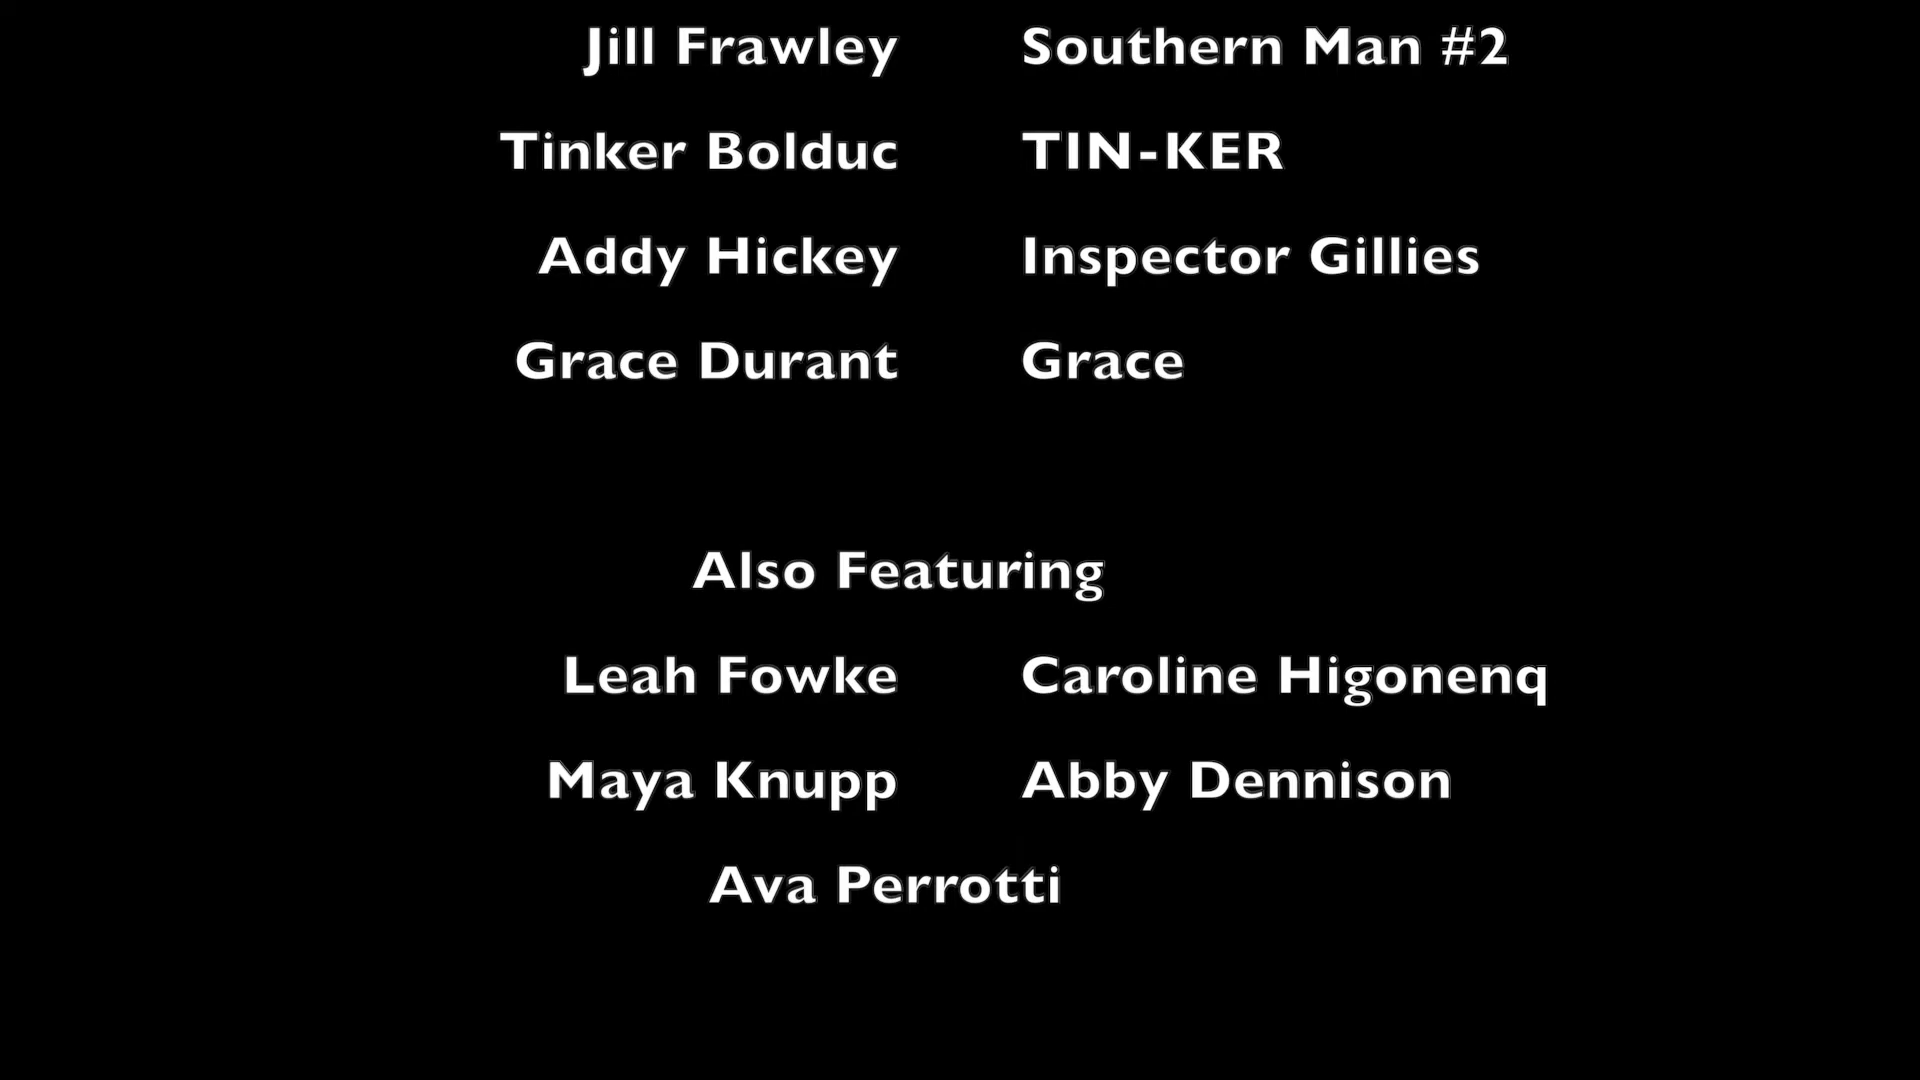 Jill Frawley Southern Man #2
Tinker Bolduc TIN-KER
Addy Hickey Inspector Gillies
Grace Durant Grace
Also Featuring
Leah Fowke Caroline Higonenq
Maya Knupp Abby Dennison
Ava Perrotti